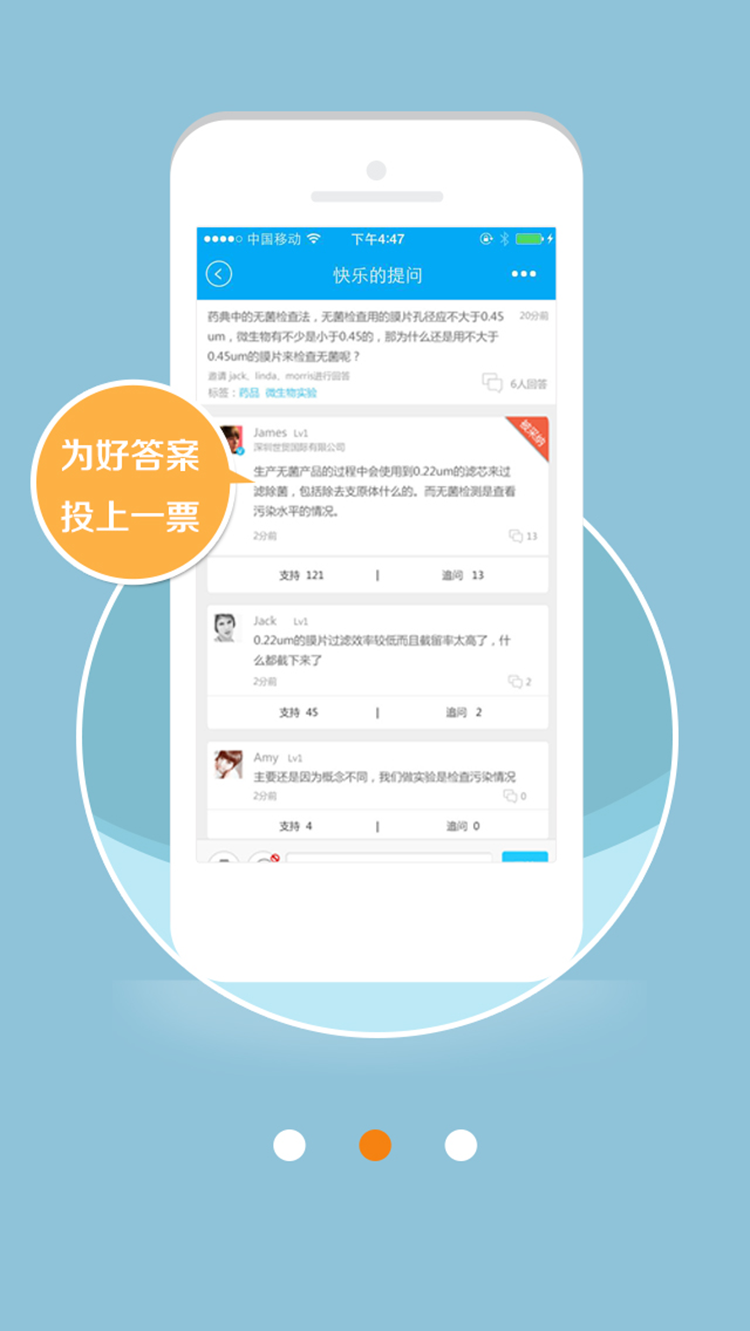 中国移动 下午4:47
快乐的提问
药典中的无菌检查法，无菌检查用的膜片孔径应不大于0.45
20分前
um，微生物有不少是小于0.45的，那为什么还是用不大于
0.45um的膜片来检查无菌呢？
邀请 jack、linda、morris进行回答
6人回答
标签：药品 微生物实验
为好答案
投上一票
James Lv1
被采纳
深圳世贸国际有限公司
生产无菌产品的过程中会使用到0.22um的滤芯来过
滤除菌，包括除去支原体什么的。而无菌检测是查看
污染水平的情况。
2分前 13
支持 121 | 追问 13
Jack Lv1
0.22um的膜片过滤效率较低而且截留率太高了，什
么都截下来了
2分前 2
支持 45 | 追问 2
Amy Lv1
主要还是因为概念不同，我们做实验是检查污染情况
2分前 0
支持 4 | 追问 0